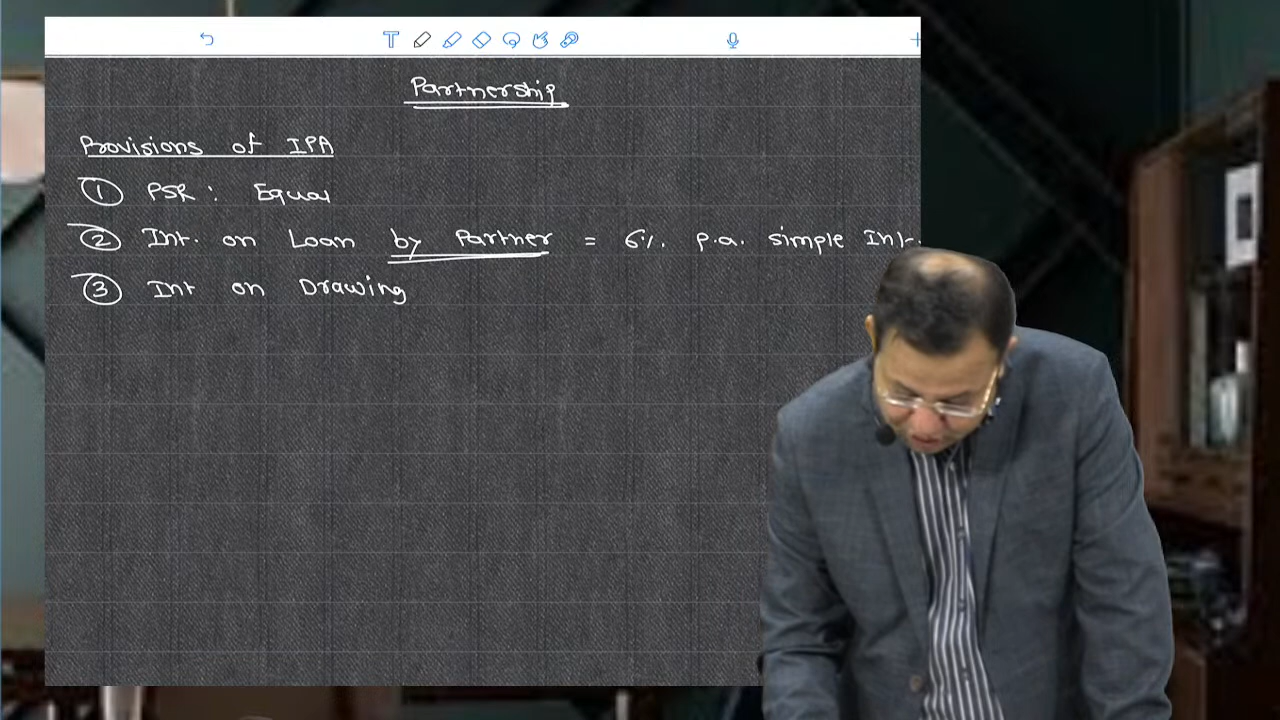 Partnership
Provisions of IPA
① PSR : Equal
② Int. on Loan by Partner = 6%. p.a. simple Int.
③ Int on Drawing